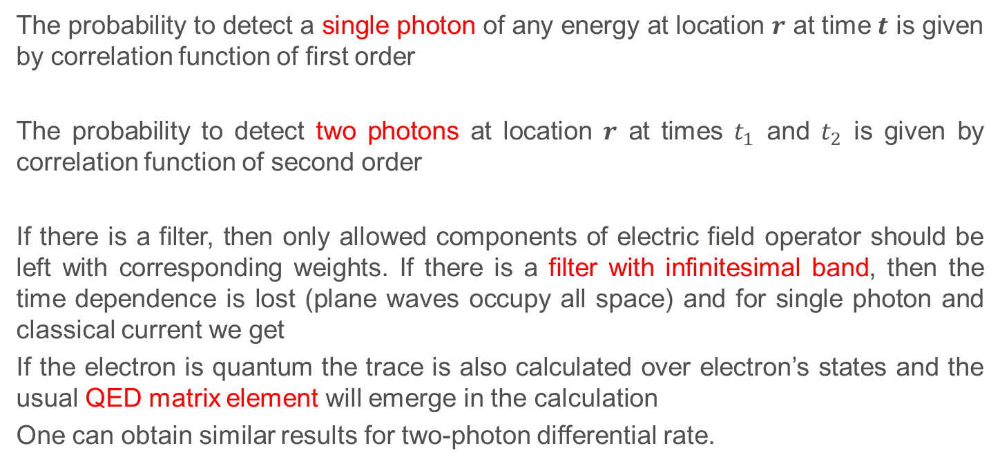 The probability to detect a single photon of any energy at location r at time t is given
by correlation function of first order
The probability to detect two photons at location r at times t₁ and t₂ is given by
correlation function of second order
If there is a filter, then only allowed components of electric field operator should be
left with corresponding weights. If there is a filter with infinitesimal band, then the
time dependence is lost (plane waves occupy all space) and for single photon and
classical current we get
If the electron is quantum the trace is also calculated over electron’s states and the
usual QED matrix element will emerge in the calculation
One can obtain similar results for two-photon differential rate.